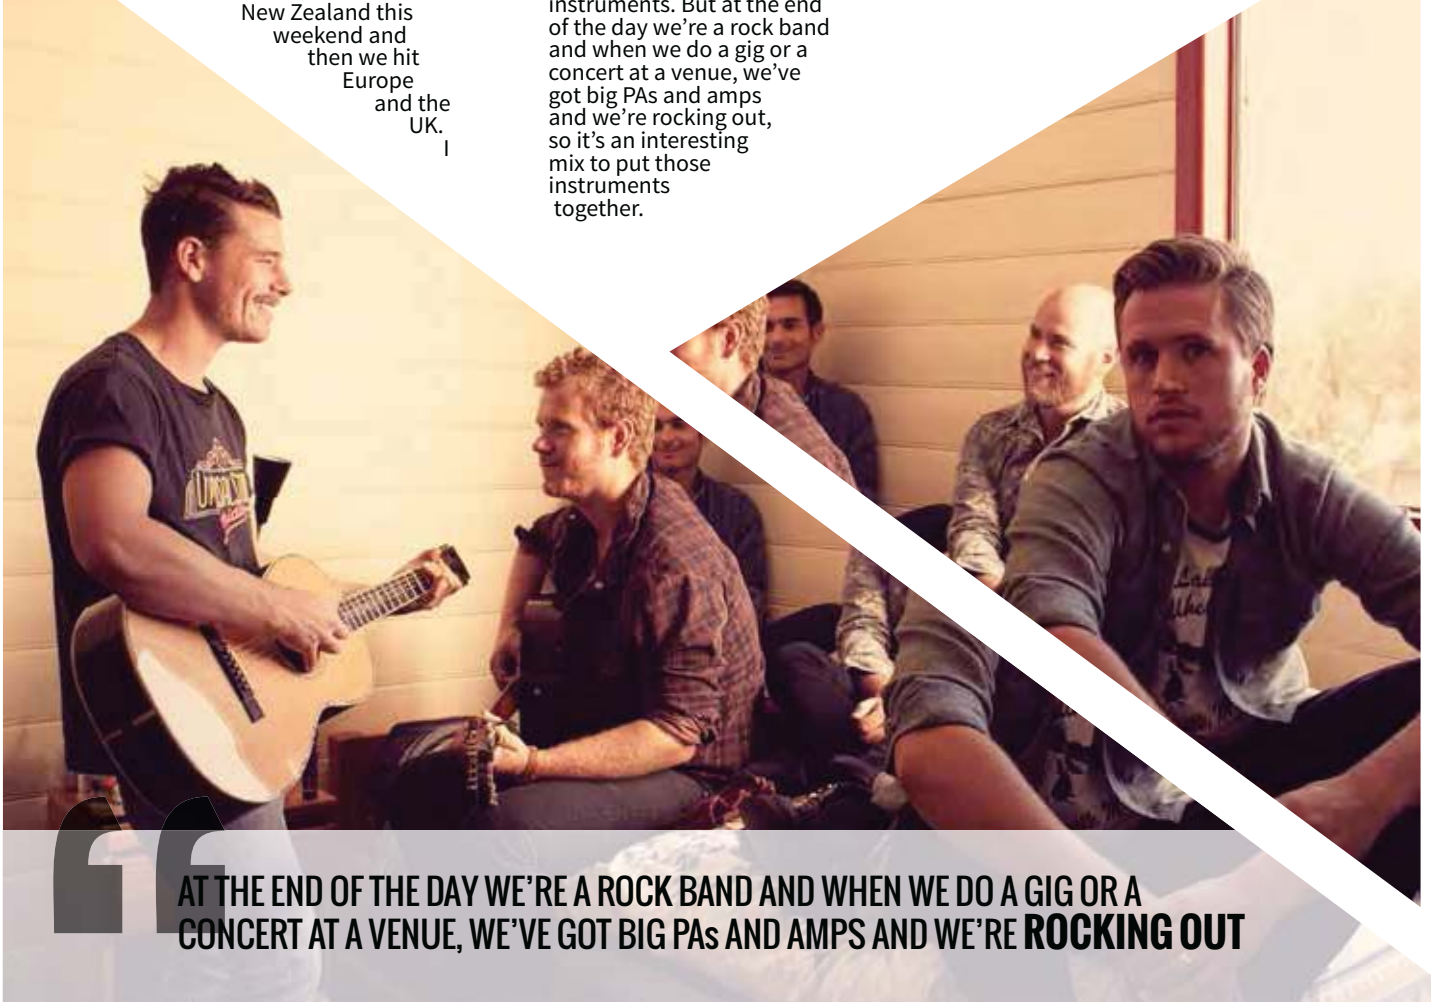 New Zealand this
weekend and
then we hit
Europe
and the
UK.
I
instruments. But at the end
of the day we’re a rock band
and when we do a gig or a
concert at a venue, we’ve
got big PAs and amps
and we’re rocking out,
so it’s an interesting
mix to put those
instruments
together.
“
AT THE END OF THE DAY WE’RE A ROCK BAND AND WHEN WE DO A GIG OR A
CONCERT AT A VENUE, WE’VE GOT BIG PAs AND AMPS AND WE’RE ROCKING OUT